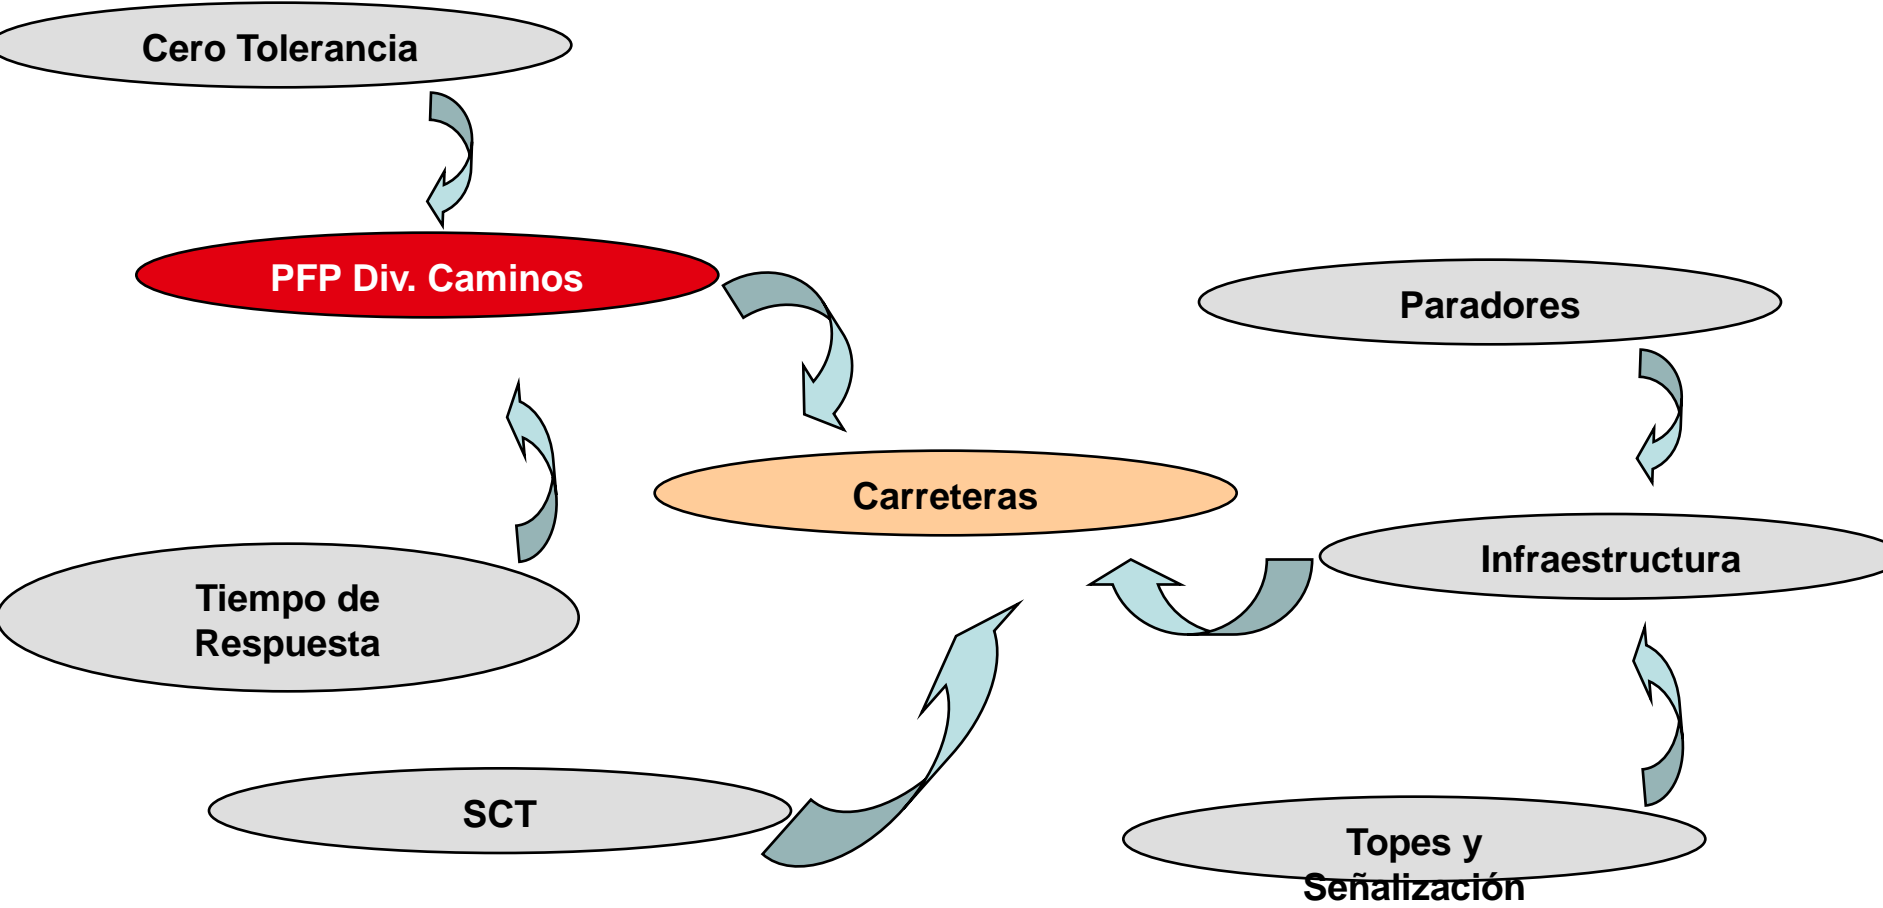 Cero Tolerancia
PFP Div. Caminos
Paradores
Carreteras
Infraestructura
Tiempo de
Respuesta
SCT
Topes y
Señalización